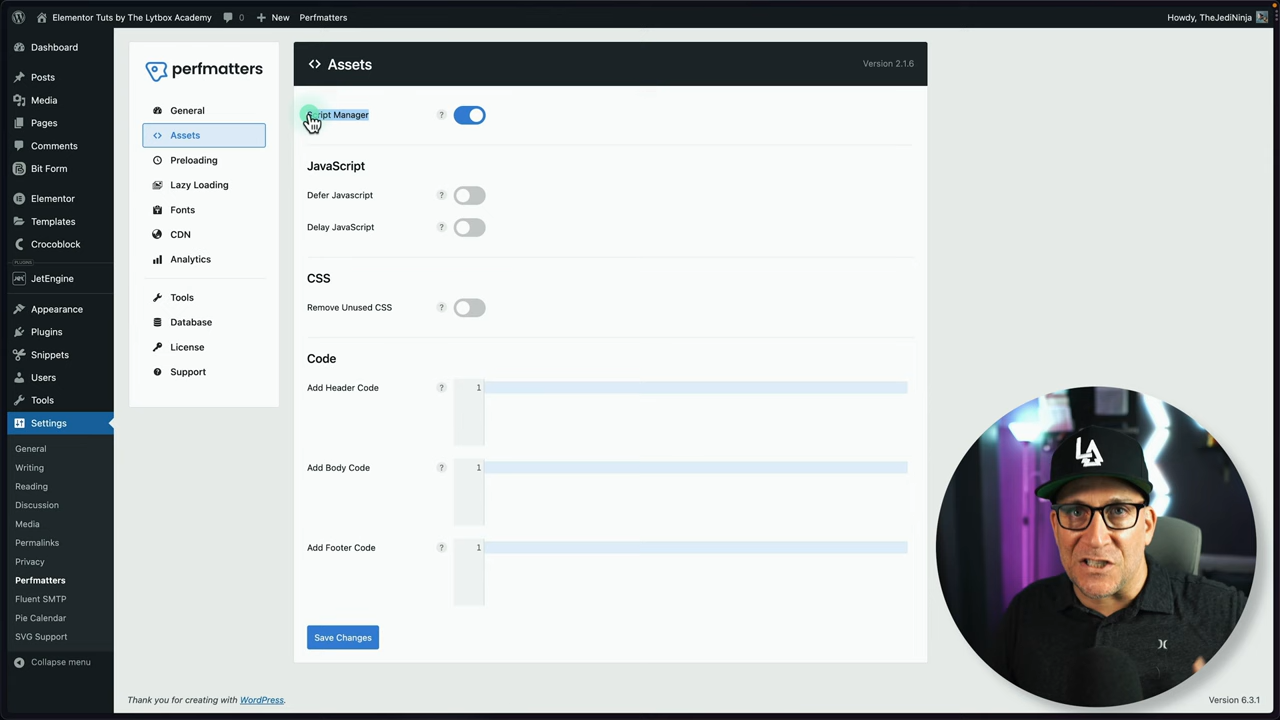 Elementor Tuts by The Lytbox Academy 0 New Perfmatters Howdy, TheJediNinja
Dashboard
Posts
Media
Pages
Comments
Bit Form
Elementor
Templates
Crocoblock
JetEngine
Appearance
Plugins
Snippets
Users
Tools
Settings
General
Writing
Reading
Discussion
Media
Permalinks
Privacy
Perfmatters
Fluent SMTP
Pie Calendar
SVG Support
Collapse menu
perfmatters
General
Assets
Preloading
Lazy Loading
Fonts
CDN
Analytics
Tools
Database
License
Support
<> Assets Version 2.1.6
Script Manager ?
JavaScript
Defer Javascript ?
Delay JavaScript ?
CSS
Remove Unused CSS ?
Code
Add Header Code ? 1
Add Body Code ? 1
Add Footer Code ? 1
Save Changes
LA
Thank you for creating with WordPress. Version 6.3.1